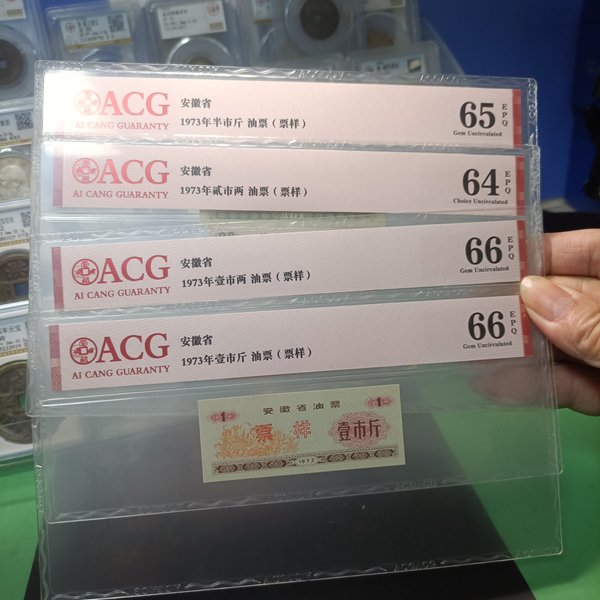 ACG
AI CANG GUARANTY
安徽省
1973年半市斤 油票（票样）
65
EPQ
Gem Uncirculated
ACG
AI CANG GUARANTY
安徽省
1973年贰市两 油票（票样）
64
EPQ
Choice Uncirculated
1973
ACG
AI CANG GUARANTY
安徽省
1973年壹市两 油票（票样）
66
EPQ
Gem Uncirculated
ACG
AI CANG GUARANTY
安徽省
1973年壹市斤 油票（票样）
66
EPQ
Gem Uncirculated
1 安徽省油票 1
票样 壹市斤
1973